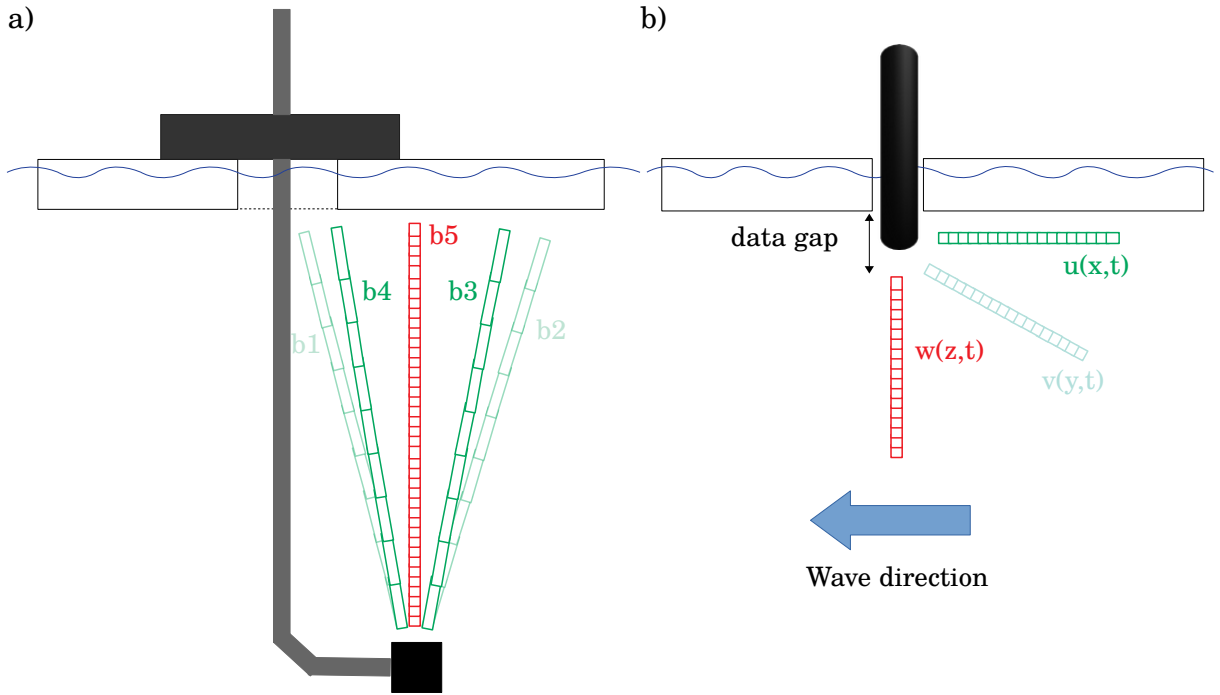 a)
b5
b4
b3
b1
b2
b)
data gap
u(x,t)
w(z,t)
v(y,t)
Wave direction